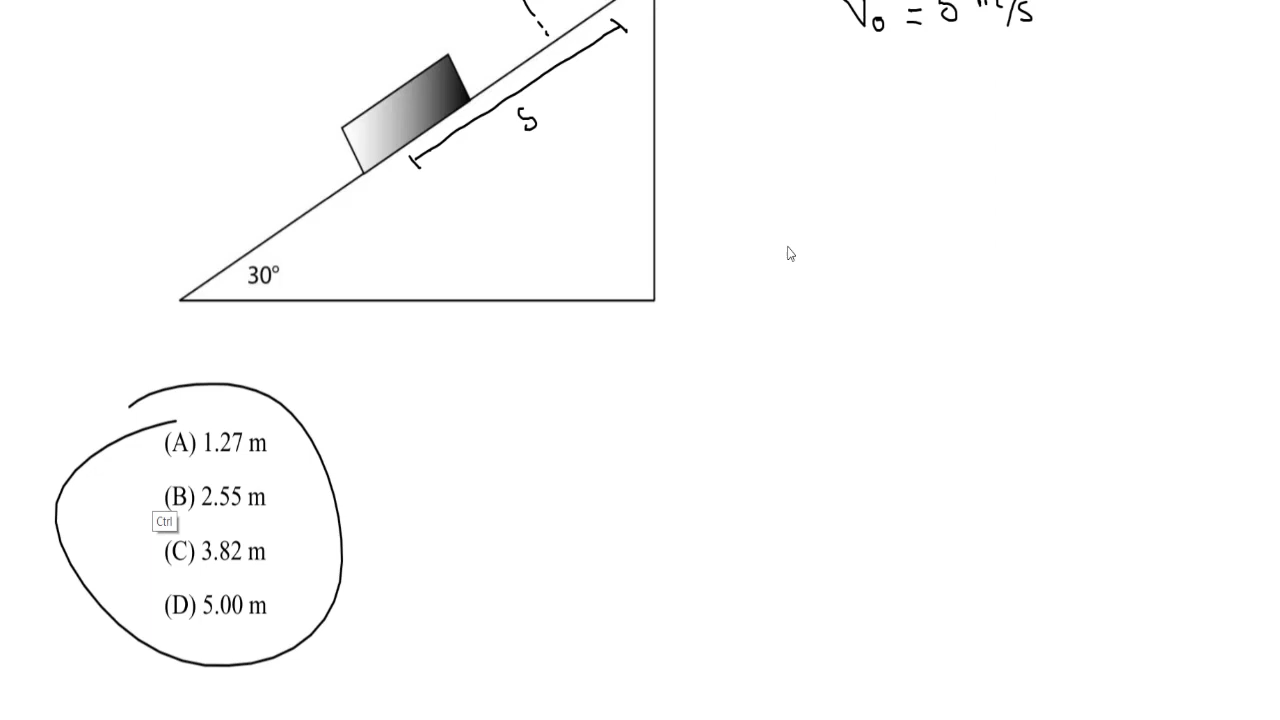 V₀ = 5 m/s
S
30°
(A) 1.27 m
(B) 2.55 m
Ctrl
(C) 3.82 m
(D) 5.00 m